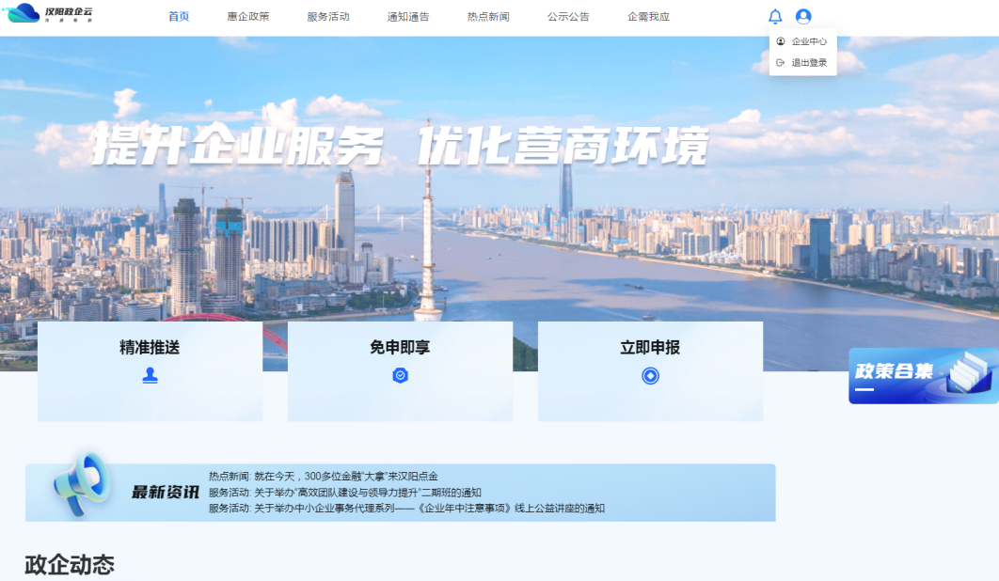 汉阳政企云
首页
惠企政策
服务活动
通知通告
热点新闻
公示公告
企需我应
企业中心
退出登录
提升企业服务 优化营商环境
精准推送
免申即享
立即申报
政策合集
最新资讯
热点新闻: 就在今天，300多位金融"大拿"来汉阳点金
服务活动: 关于举办"高效团队建设与领导力提升"二期班的通知
服务活动: 关于举办中小企业事务代理系列——《企业年中注意事项》线上公益讲座的通知
政企动态